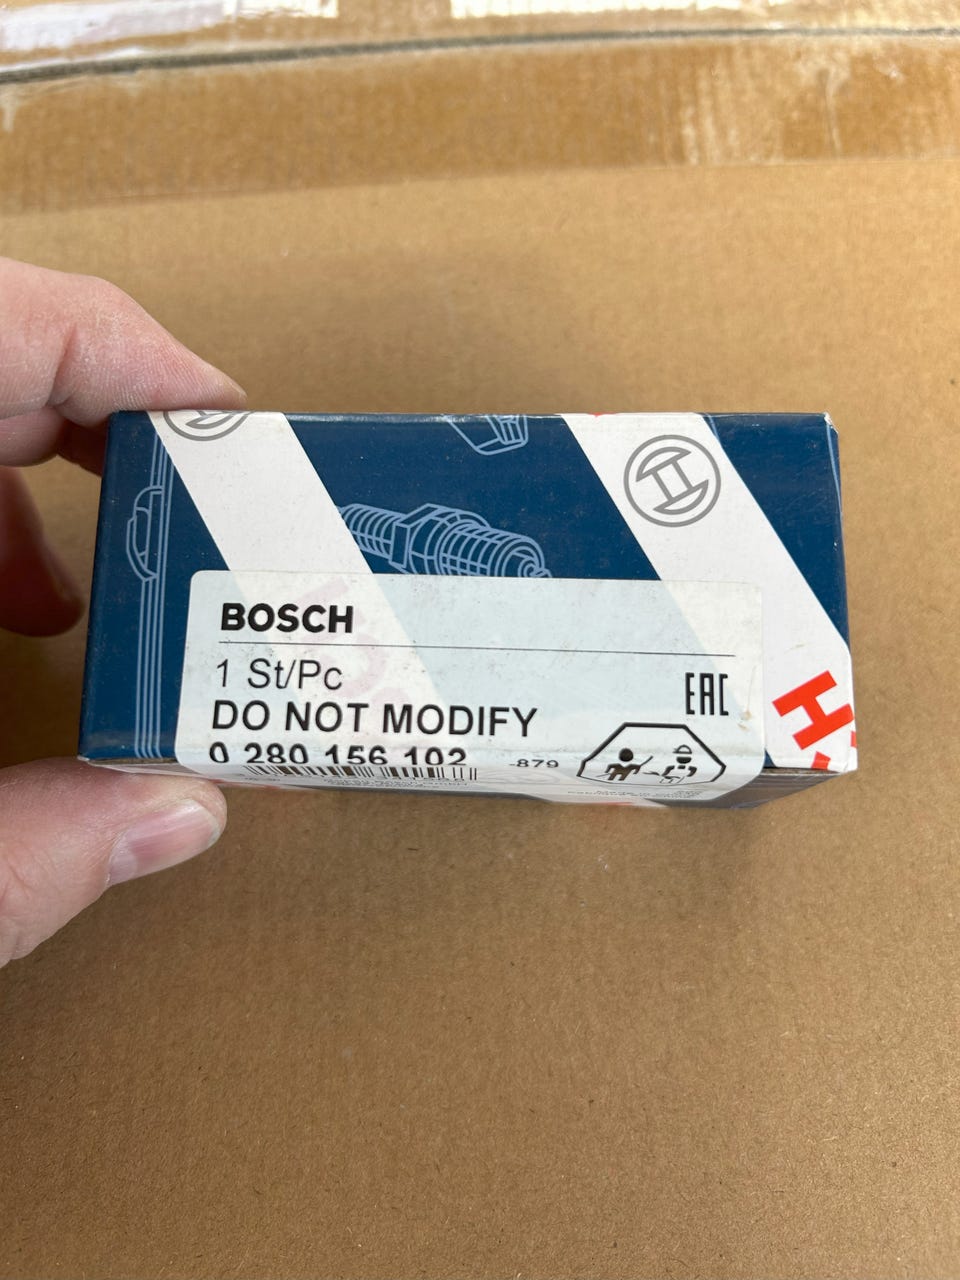 BOSCH
1 St/Pc
EAC
DO NOT MODIFY
0 280 156 102
-879
H